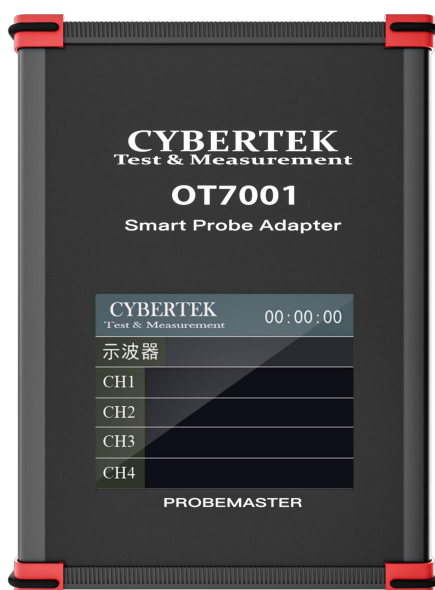 CYBERTEK
Test & Measurement
OT7001
Smart Probe Adapter
CYBERTEK
Test & Measurement
00:00:00
示波器
CH1
CH2
CH3
CH4
PROBEMASTER